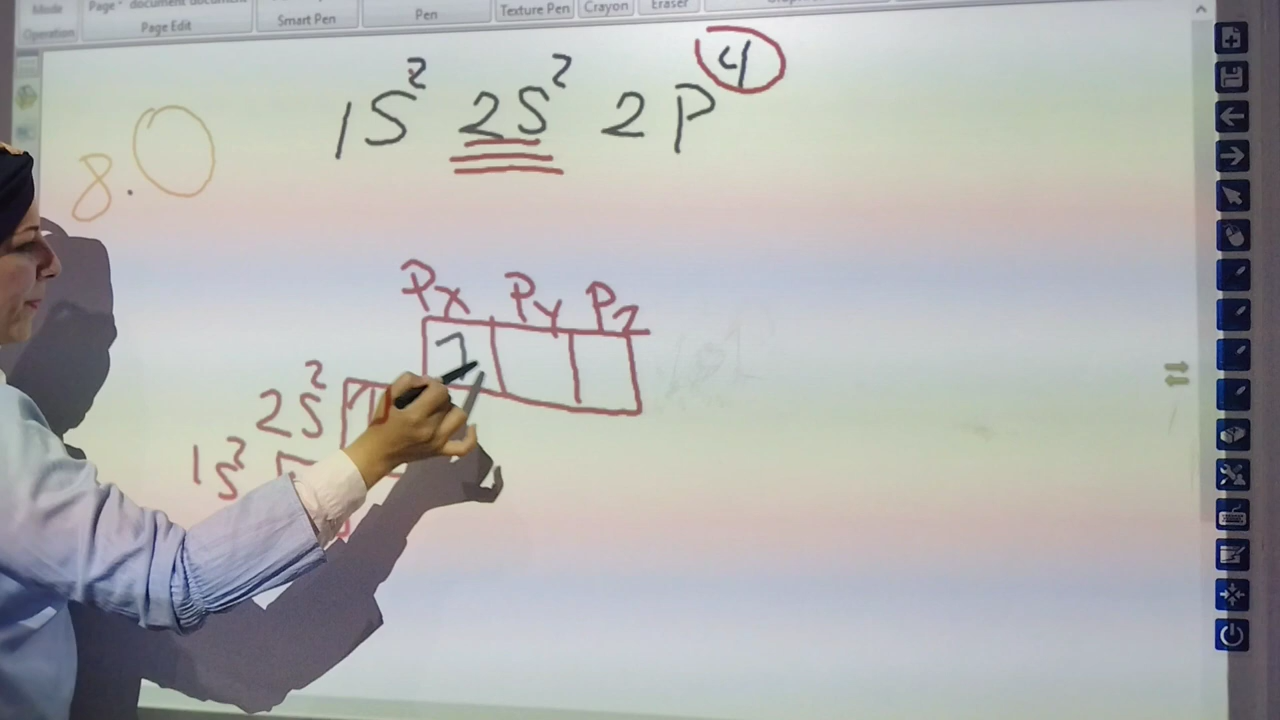 Mode
Page document document
Smart Pen
Pen
Texture Pen
Crayon
Eraser
Operation
Page Edit
1S² 2S² 2P⁴
8.O
Px Py Pz
2S²
1S²